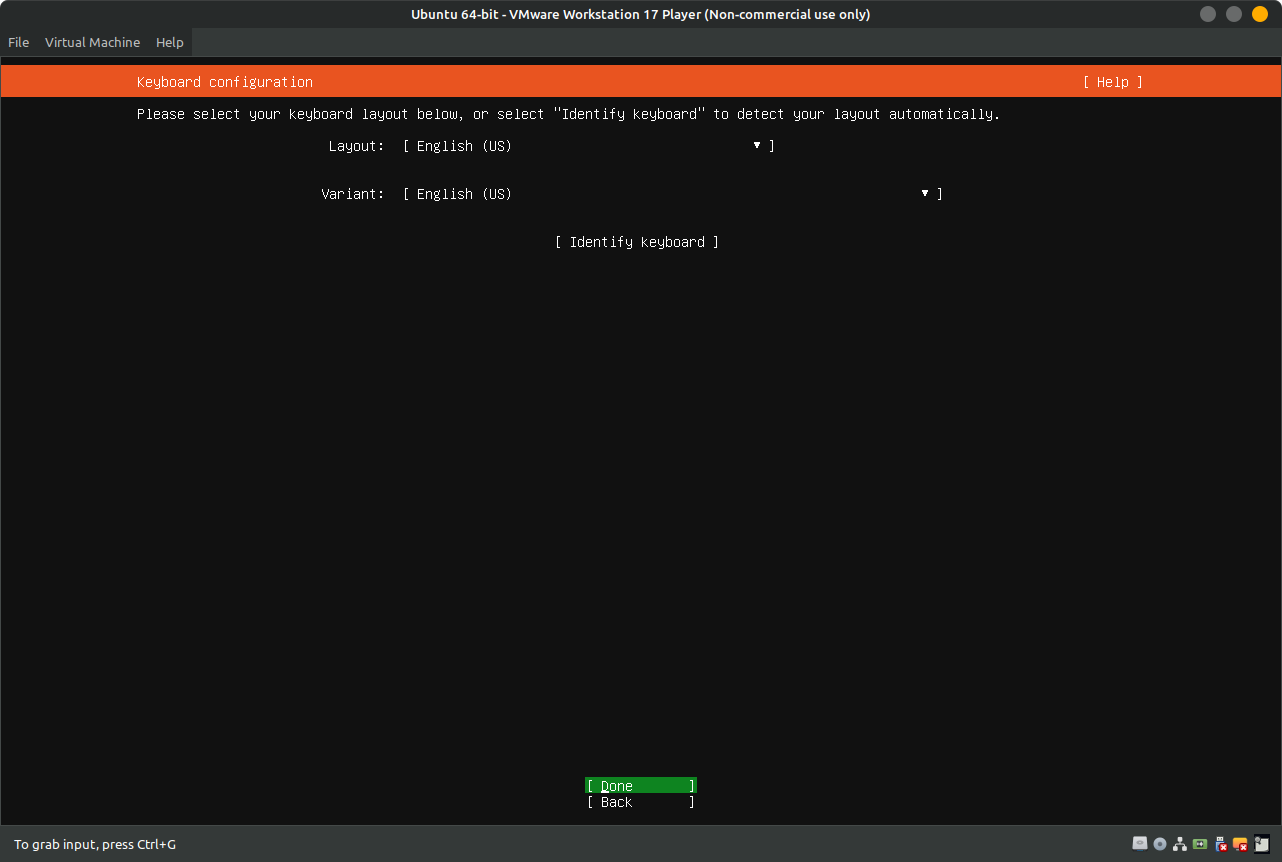 Ubuntu 64-bit - VMware Workstation 17 Player (Non-commercial use only)
File Virtual Machine Help
Keyboard configuration [ Help ]
Please select your keyboard layout below, or select "Identify keyboard" to detect your layout automatically.
Layout: [ English (US) ▾ ]
Variant: [ English (US) ▾ ]
[ Identify keyboard ]
[ Done ]
[ Back ]
To grab input, press Ctrl+G